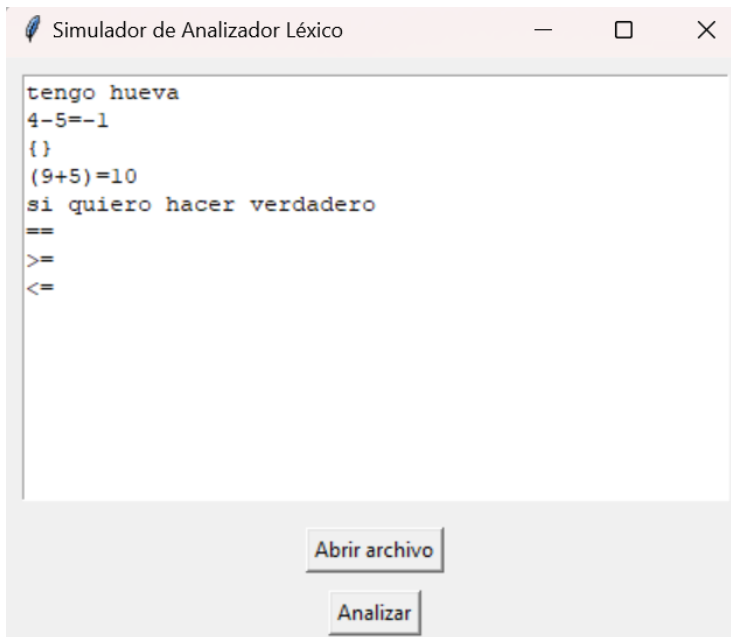 Simulador de Analizador Léxico
tengo hueva
4-5=-1
{}
(9+5)=10
si quiero hacer verdadero
==
>=
<=
Abrir archivo
Analizar